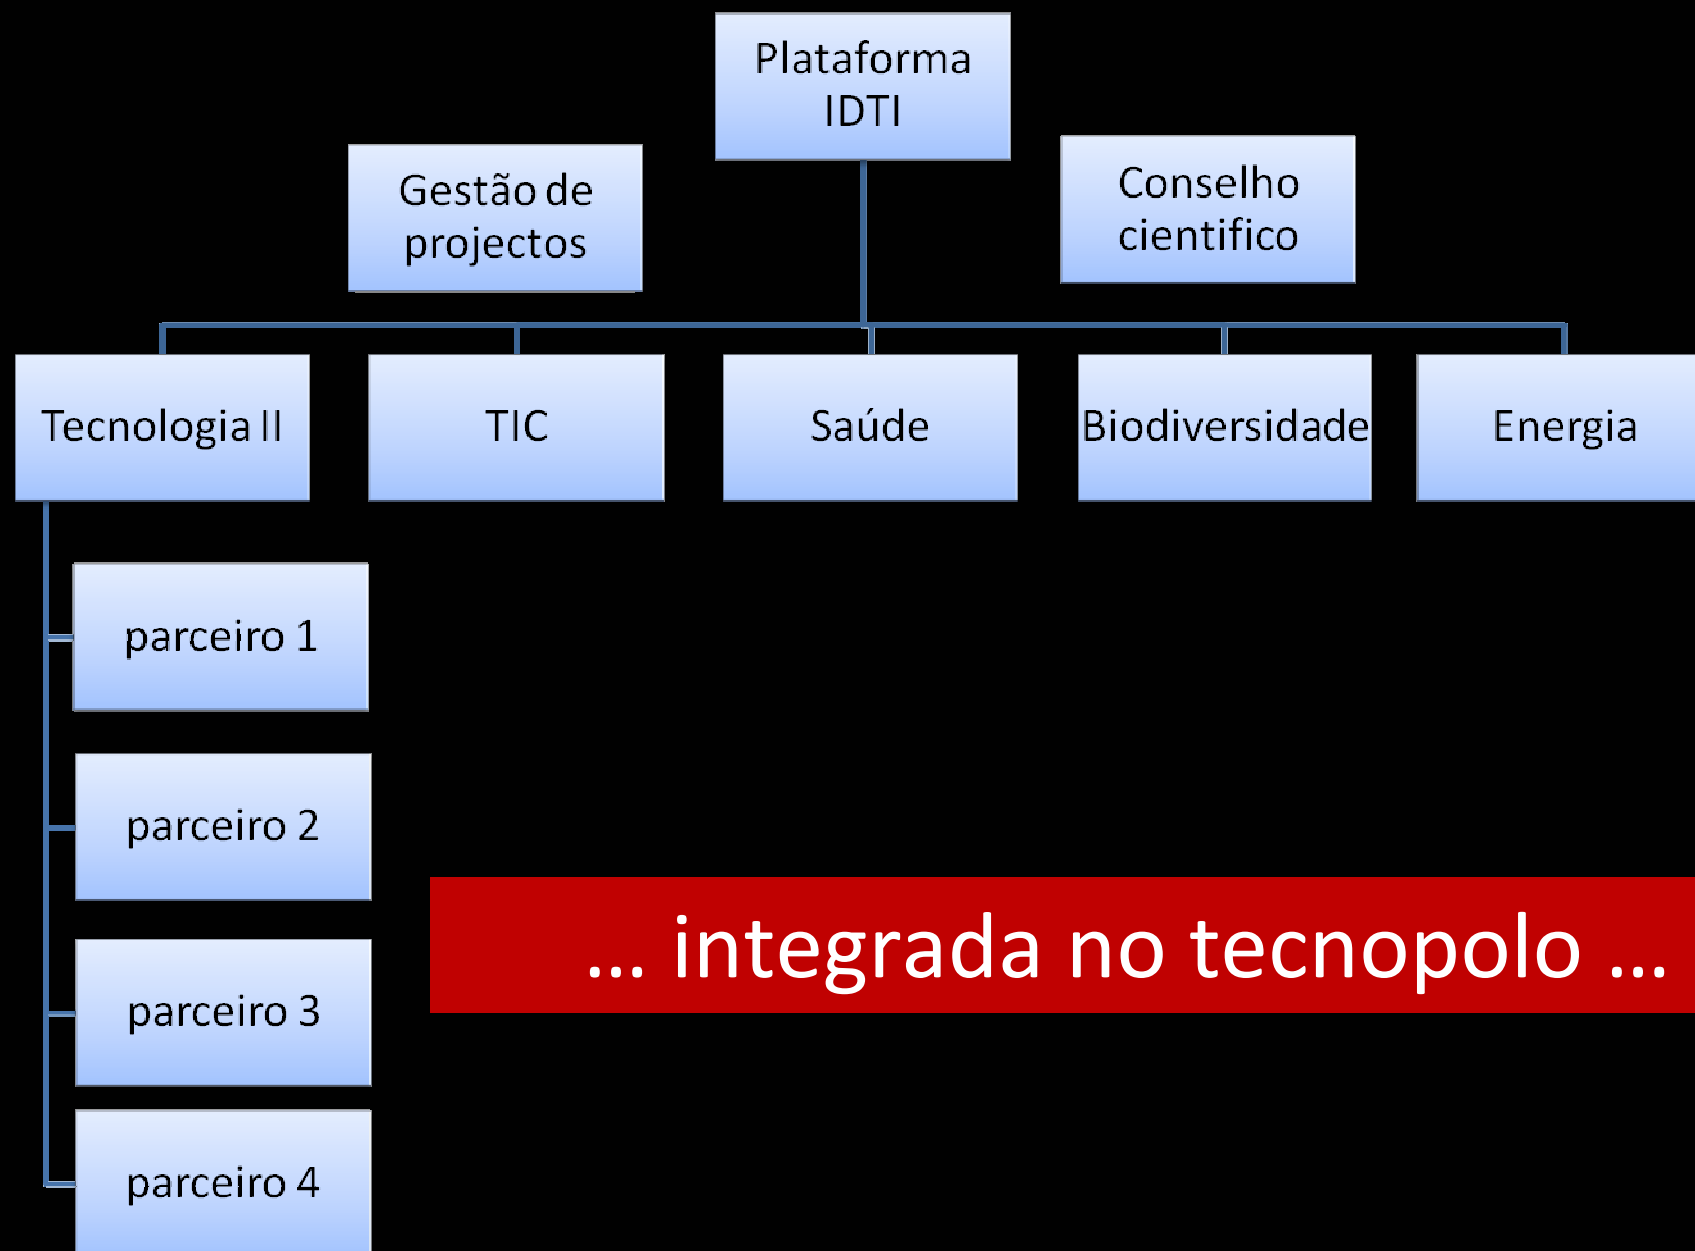 Plataforma
IDTI
Gestão de
projectos
Conselho
cientifico
Tecnologia II
TIC
Saúde
Biodiversidade
Energia
parceiro 1
parceiro 2
parceiro 3
parceiro 4
... integrada no tecnopolo ...